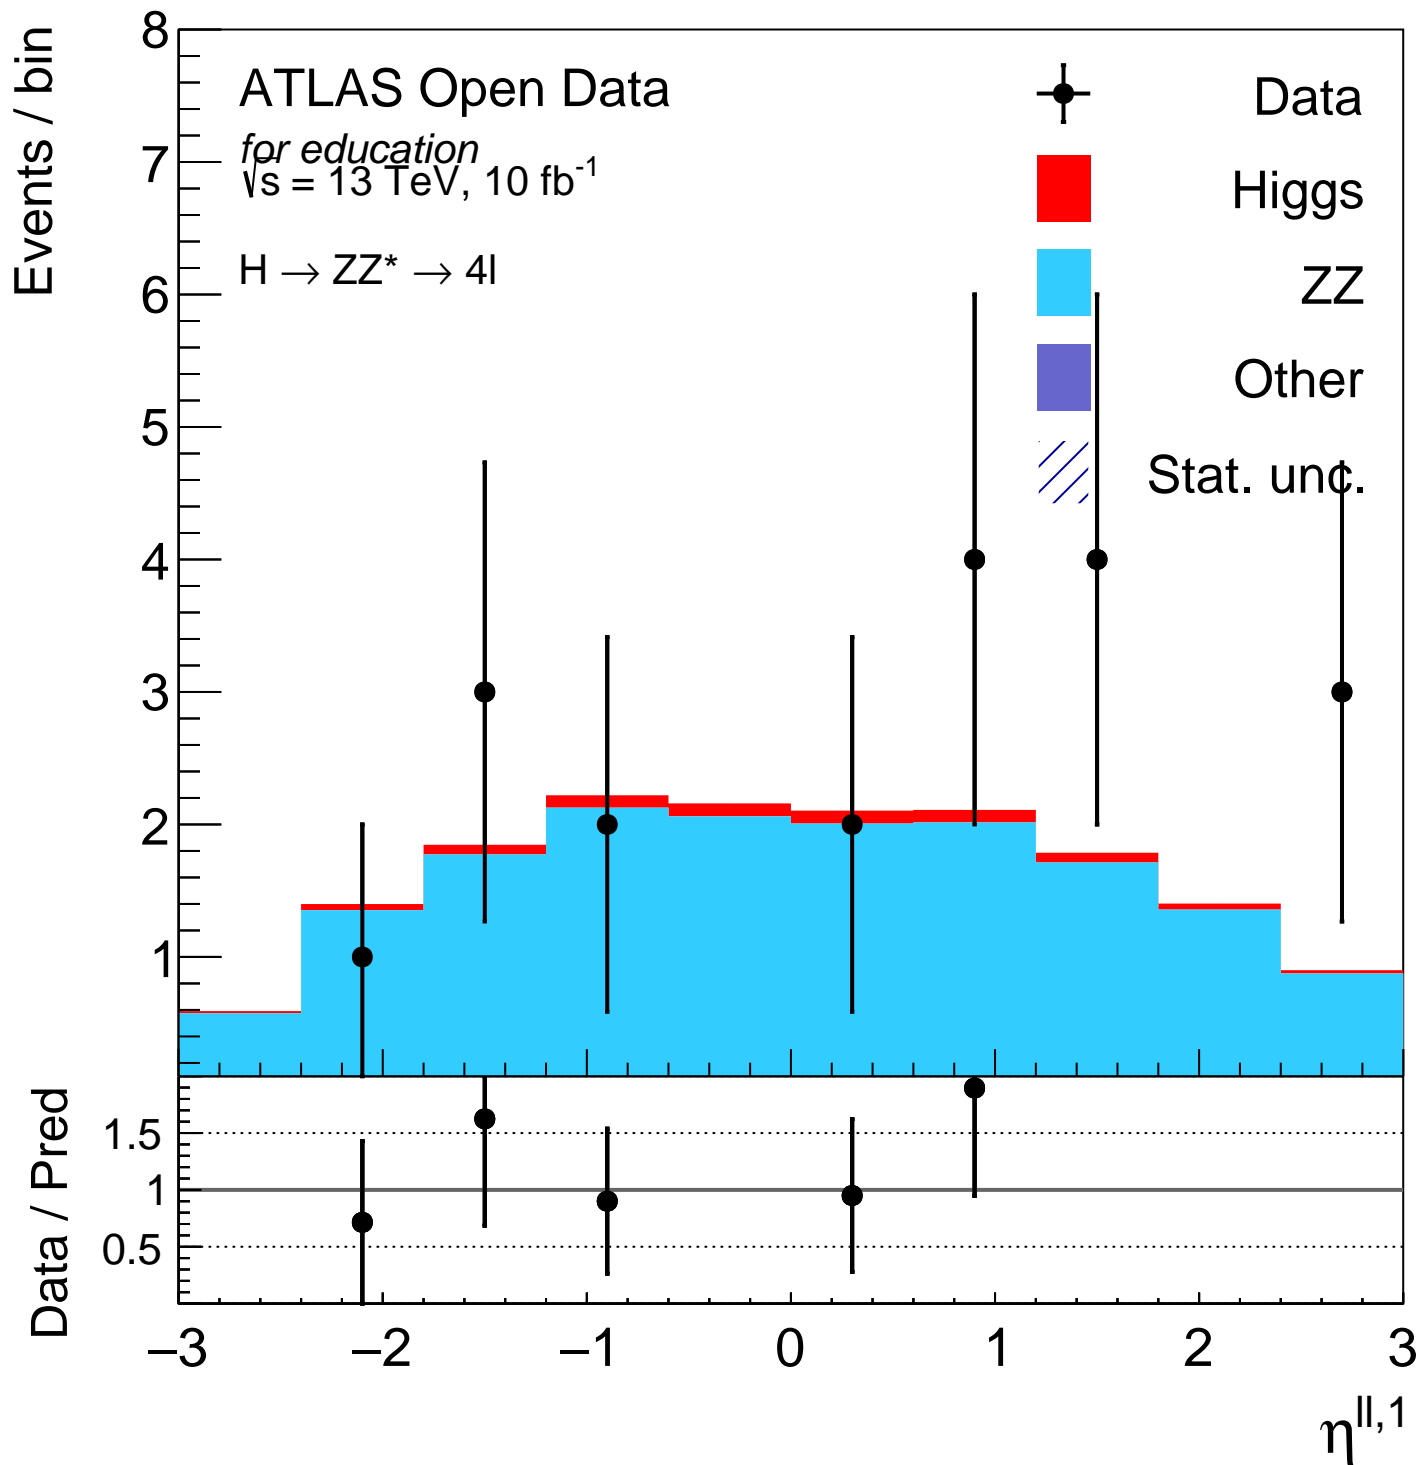 Events / bin
8
7
6
5
4
3
2
1
ATLAS Open Data
for education
√s = 13 TeV, 10 fb⁻¹
H → ZZ* → 4l
Data
Higgs
ZZ
Other
Stat. unc.
Data / Pred
1.5
1
0.5
−3 −2 −1 0 1 2 3
η^{ll,1}